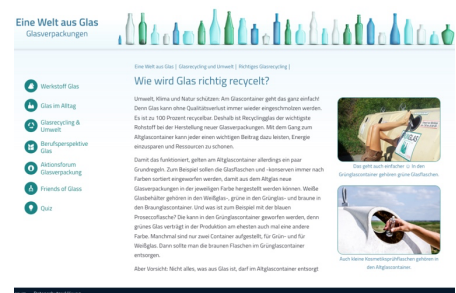 Eine Welt aus Glas
Glasverpackungen
Eine Welt aus Glas | Glasrecycling und Umwelt | Richtiges Glasrecycling |
Wie wird Glas richtig recycelt?
Werkstoff Glas
Glas im Alltag
Glasrecycling &
Umwelt
Berufsperspektive
Glas
Aktionsforum
Glasverpackung
Friends of Glass
Quiz
Umwelt, Klima und Natur schützen: Am Glascontainer geht das ganz einfach!
Denn Glas kann ohne Qualitätsverlust immer wieder eingeschmolzen werden.
Es ist zu 100 Prozent recycelbar. Deshalb ist Recyclingglas der wichtigste
Rohstoff bei der Herstellung neuer Glasverpackungen. Mit dem Gang zum
Altglascontainer kann jeder einen wichtigen Beitrag dazu leisten, Energie
einzusparen und Ressourcen zu schonen.
Damit das funktioniert, gelten am Altglascontainer allerdings ein paar
Grundregeln. Zum Beispiel sollen die Glasflaschen und -konserven immer nach
Farben sortiert eingeworfen werden, damit aus dem Altglas neue
Glasverpackungen in der jeweiligen Farbe hergestellt werden können. Weiße
Glasbehälter gehören in den Weißglas-, grüne in den Grünglas- und braune in
den Braunglascontainer. Und was ist zum Beispiel mit der blauen
Proseccoflasche? Die kann in den Grünglascontainer geworfen werden, denn
grünes Glas verträgt in der Produktion am ehesten auch mal eine andere
Farbe. Manchmal sind nur zwei Container aufgestellt, für Grün- und für
Weißglas. Dann sollte man die braunen Flaschen im Grünglascontainer
entsorgen.
Aber Vorsicht: Nicht alles, was aus Glas ist, darf im Altglascontainer entsorgt
Das geht auch einfacher ;) In den
Grünglascontainer gehören grüne Glasflaschen.
Auch kleine Kosmetikprüfflaschen gehören in
den Altglascontainer.